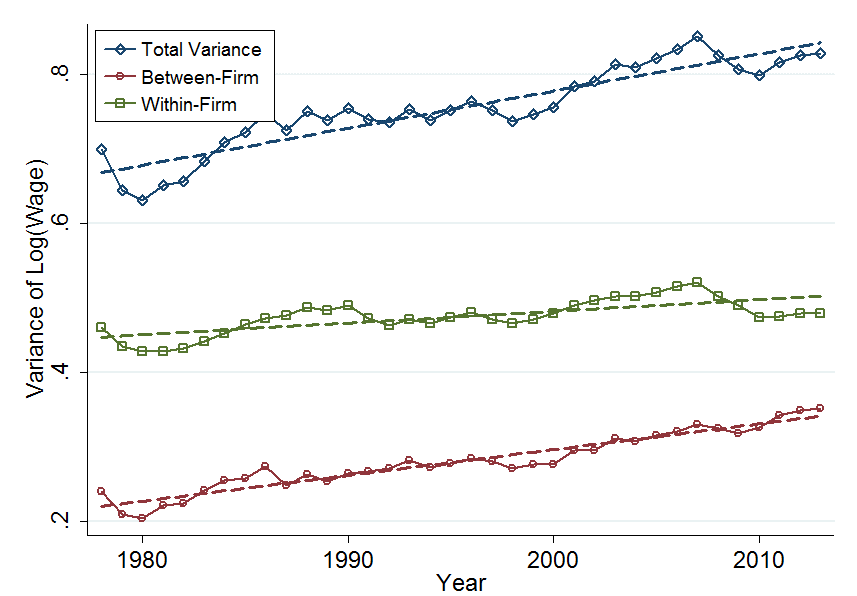 Total Variance
Between-Firm
Within-Firm
Variance of Log(Wage)
.8
.6
.4
.2
1980
1990
2000
2010
Year